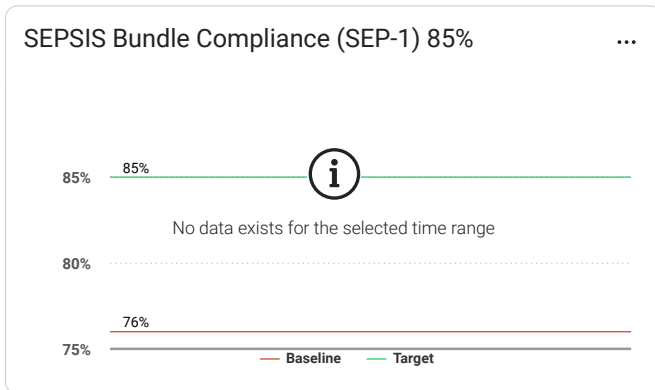 SEPSIS Bundle Compliance (SEP-1) 85%
85%
85%
No data exists for the selected time range
80%
76%
75%
Baseline Target